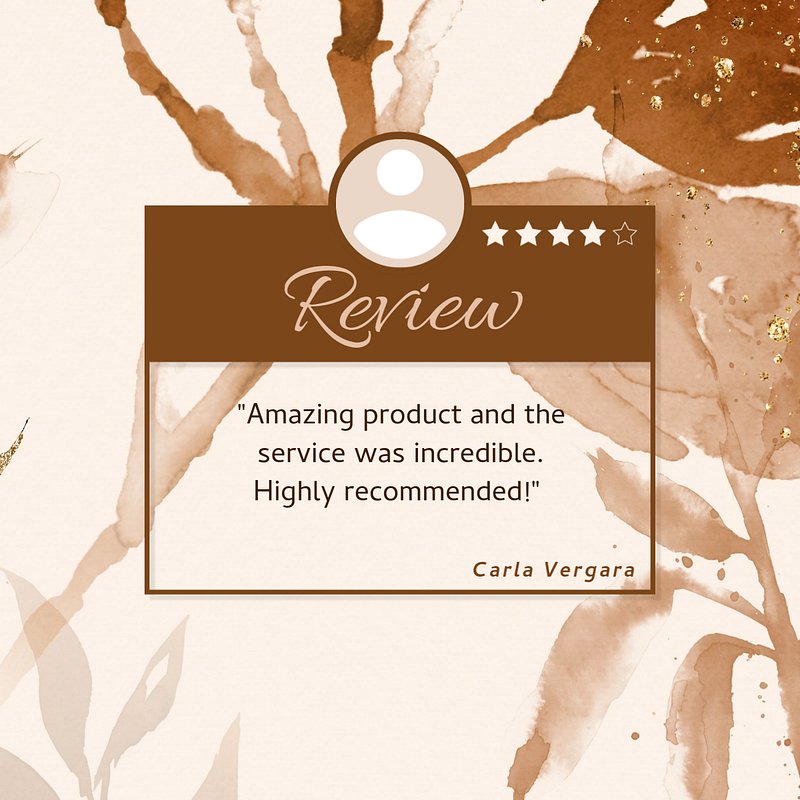 Review
"Amazing product and the
service was incredible.
Highly recommended!"
Carla Vergara